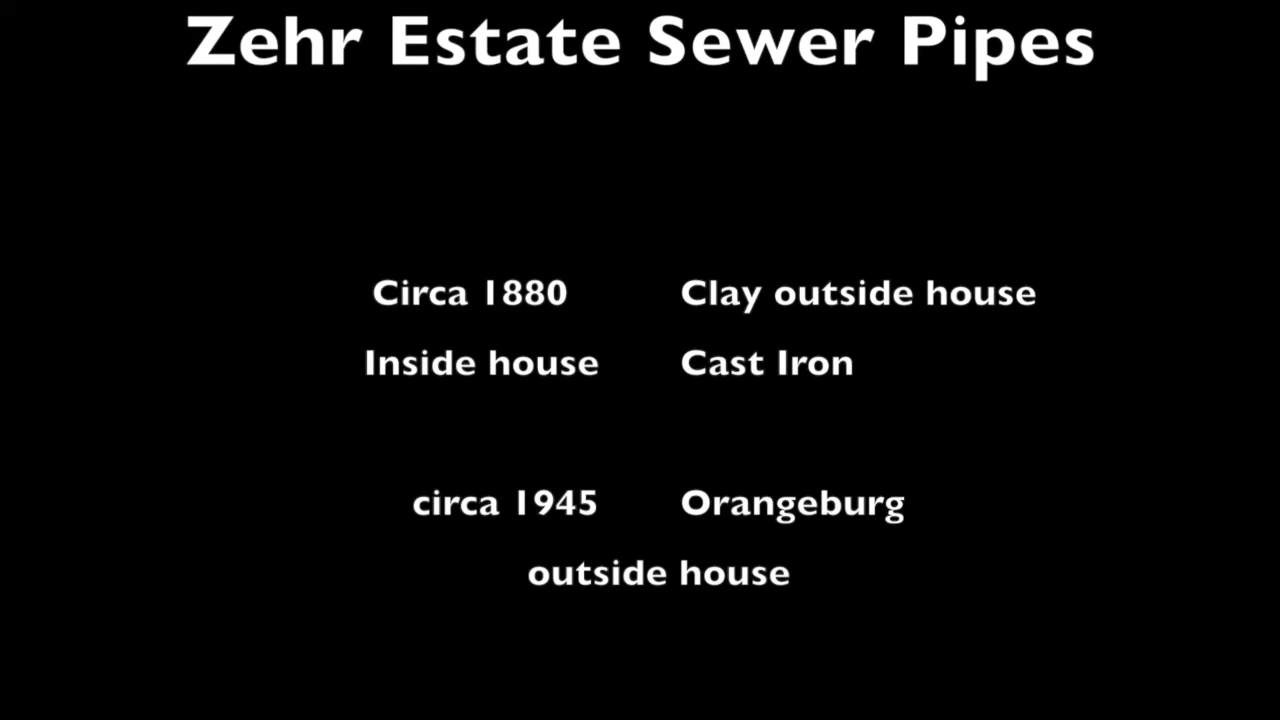 Zehr Estate Sewer Pipes
Circa 1880 Clay outside house
Inside house Cast Iron
circa 1945 Orangeburg
outside house